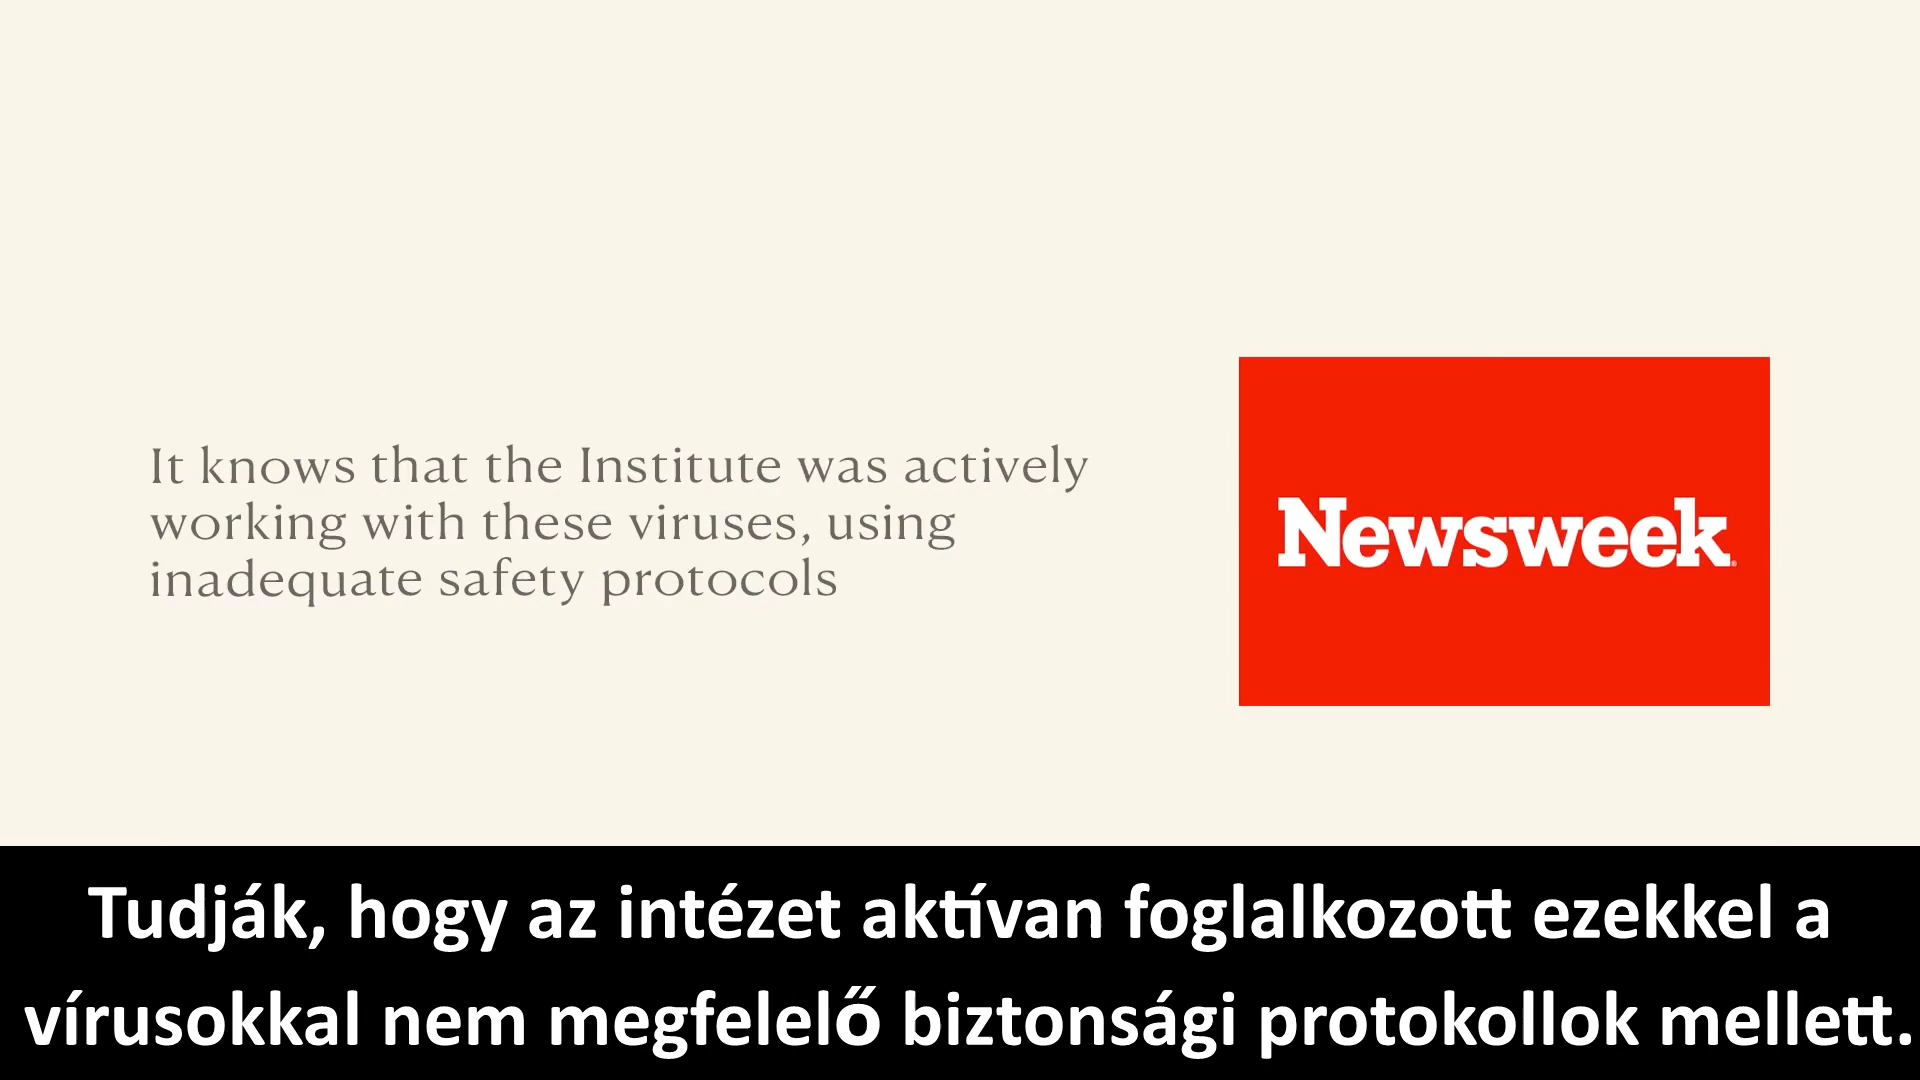 It knows that the Institute was actively
working with these viruses, using
inadequate safety protocols
Newsweek
Tudják, hogy az intézet aktívan foglalkozott ezekkel a
vírusokkal nem megfelelő biztonsági protokollok mellett.